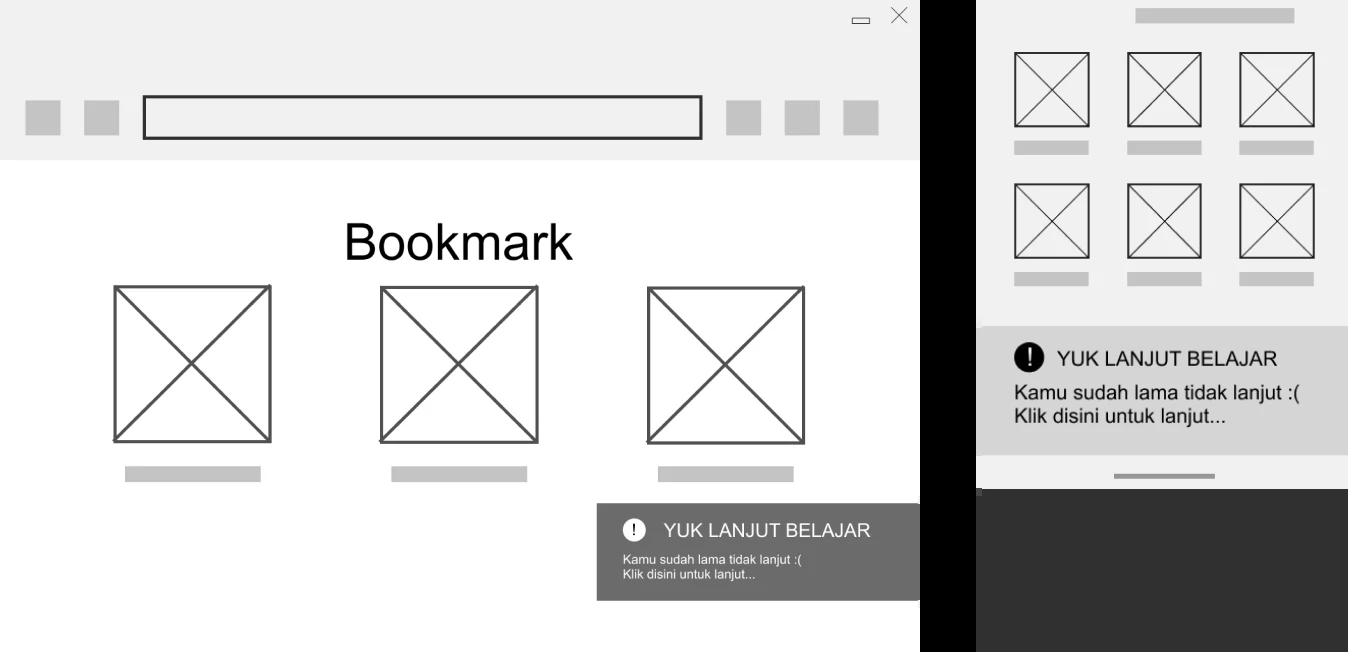 Bookmark
! YUK LANJUT BELAJAR
Kamu sudah lama tidak lanjut :(
Klik disini untuk lanjut...
! YUK LANJUT BELAJAR
Kamu sudah lama tidak lanjut :(
Klik disini untuk lanjut...